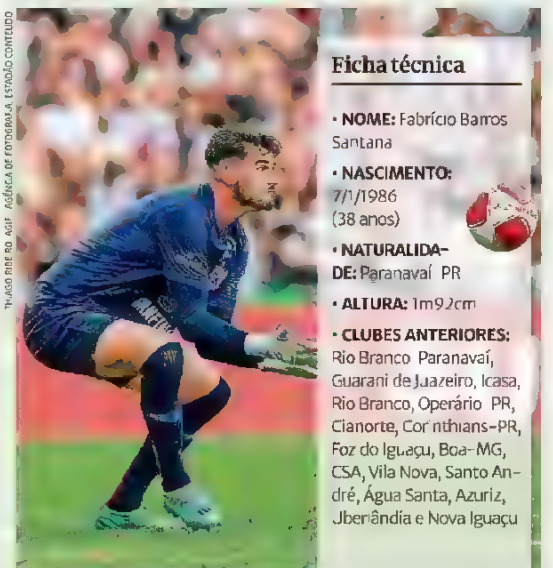 THIAGO RIBEIRO AGIF AGÊNCIA DE FOTOGRAFIA, ESTADÃO CONTEÚDO
Ficha técnica
• NOME: Fabrício Barros
Santana
• NASCIMENTO:
7/1/1986
(38 anos)
• NATURALIDA-
DE: Paranavaí PR
• ALTURA: 1m92cm
• CLUBES ANTERIORES:
Rio Branco Paranavaí,
Guarani de Juazeiro, Icasa,
Rio Branco, Operário PR,
Cianorte, Corinthians-PR,
Foz do Iguaçu, Boa-MG,
CSA, Vila Nova, Santo An-
dré, Água Santa, Azuriz,
Uberlândia e Nova Iguaçu